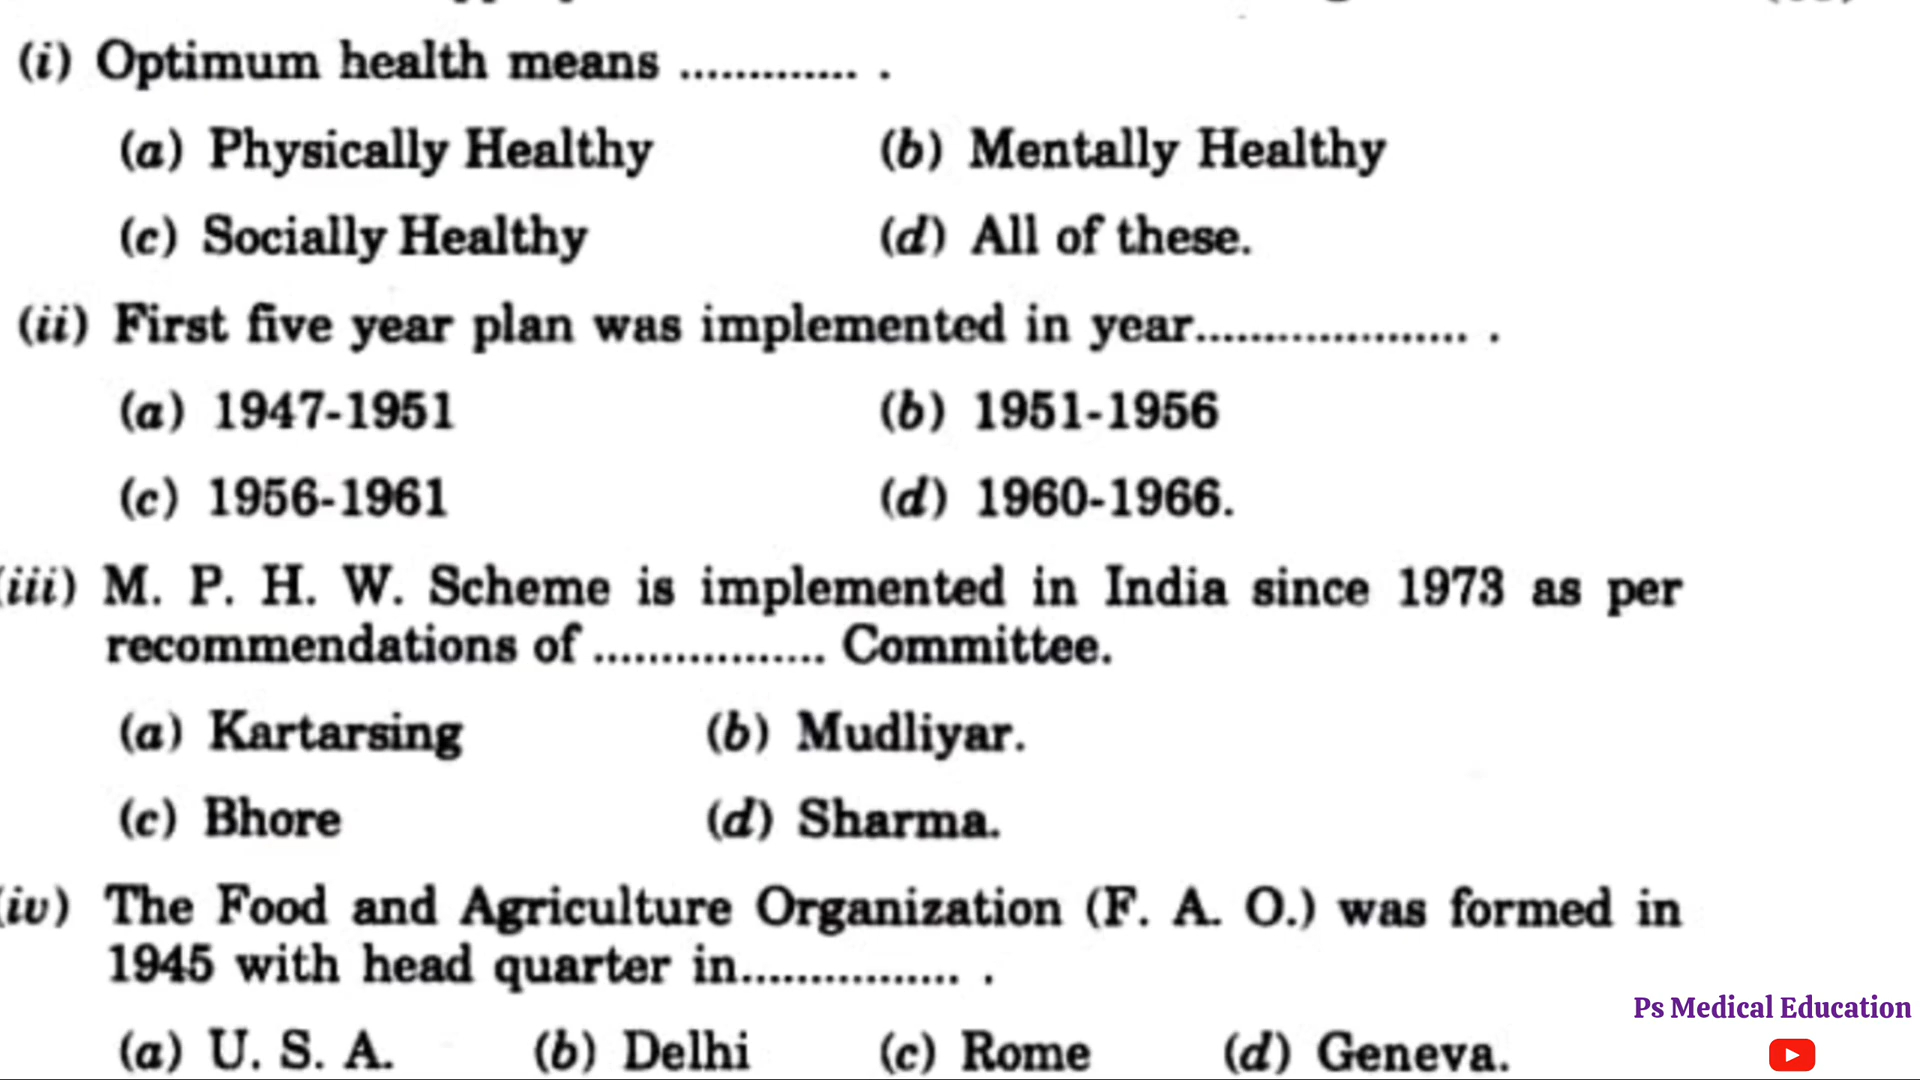 (i) Optimum health means ............. .
(a) Physically Healthy (b) Mentally Healthy
(c) Socially Healthy (d) All of these.
(ii) First five year plan was implemented in year.................... .
(a) 1947-1951 (b) 1951-1956
(c) 1956-1961 (d) 1960-1966.
(iii) M. P. H. W. Scheme is implemented in India since 1973 as per
recommendations of ................. Committee.
(a) Kartarsing (b) Mudliyar.
(c) Bhore (d) Sharma.
(iv) The Food and Agriculture Organization (F. A. O.) was formed in
1945 with head quarter in................ .
Ps Medical Education
(a) U. S. A. (b) Delhi (c) Rome (d) Geneva.